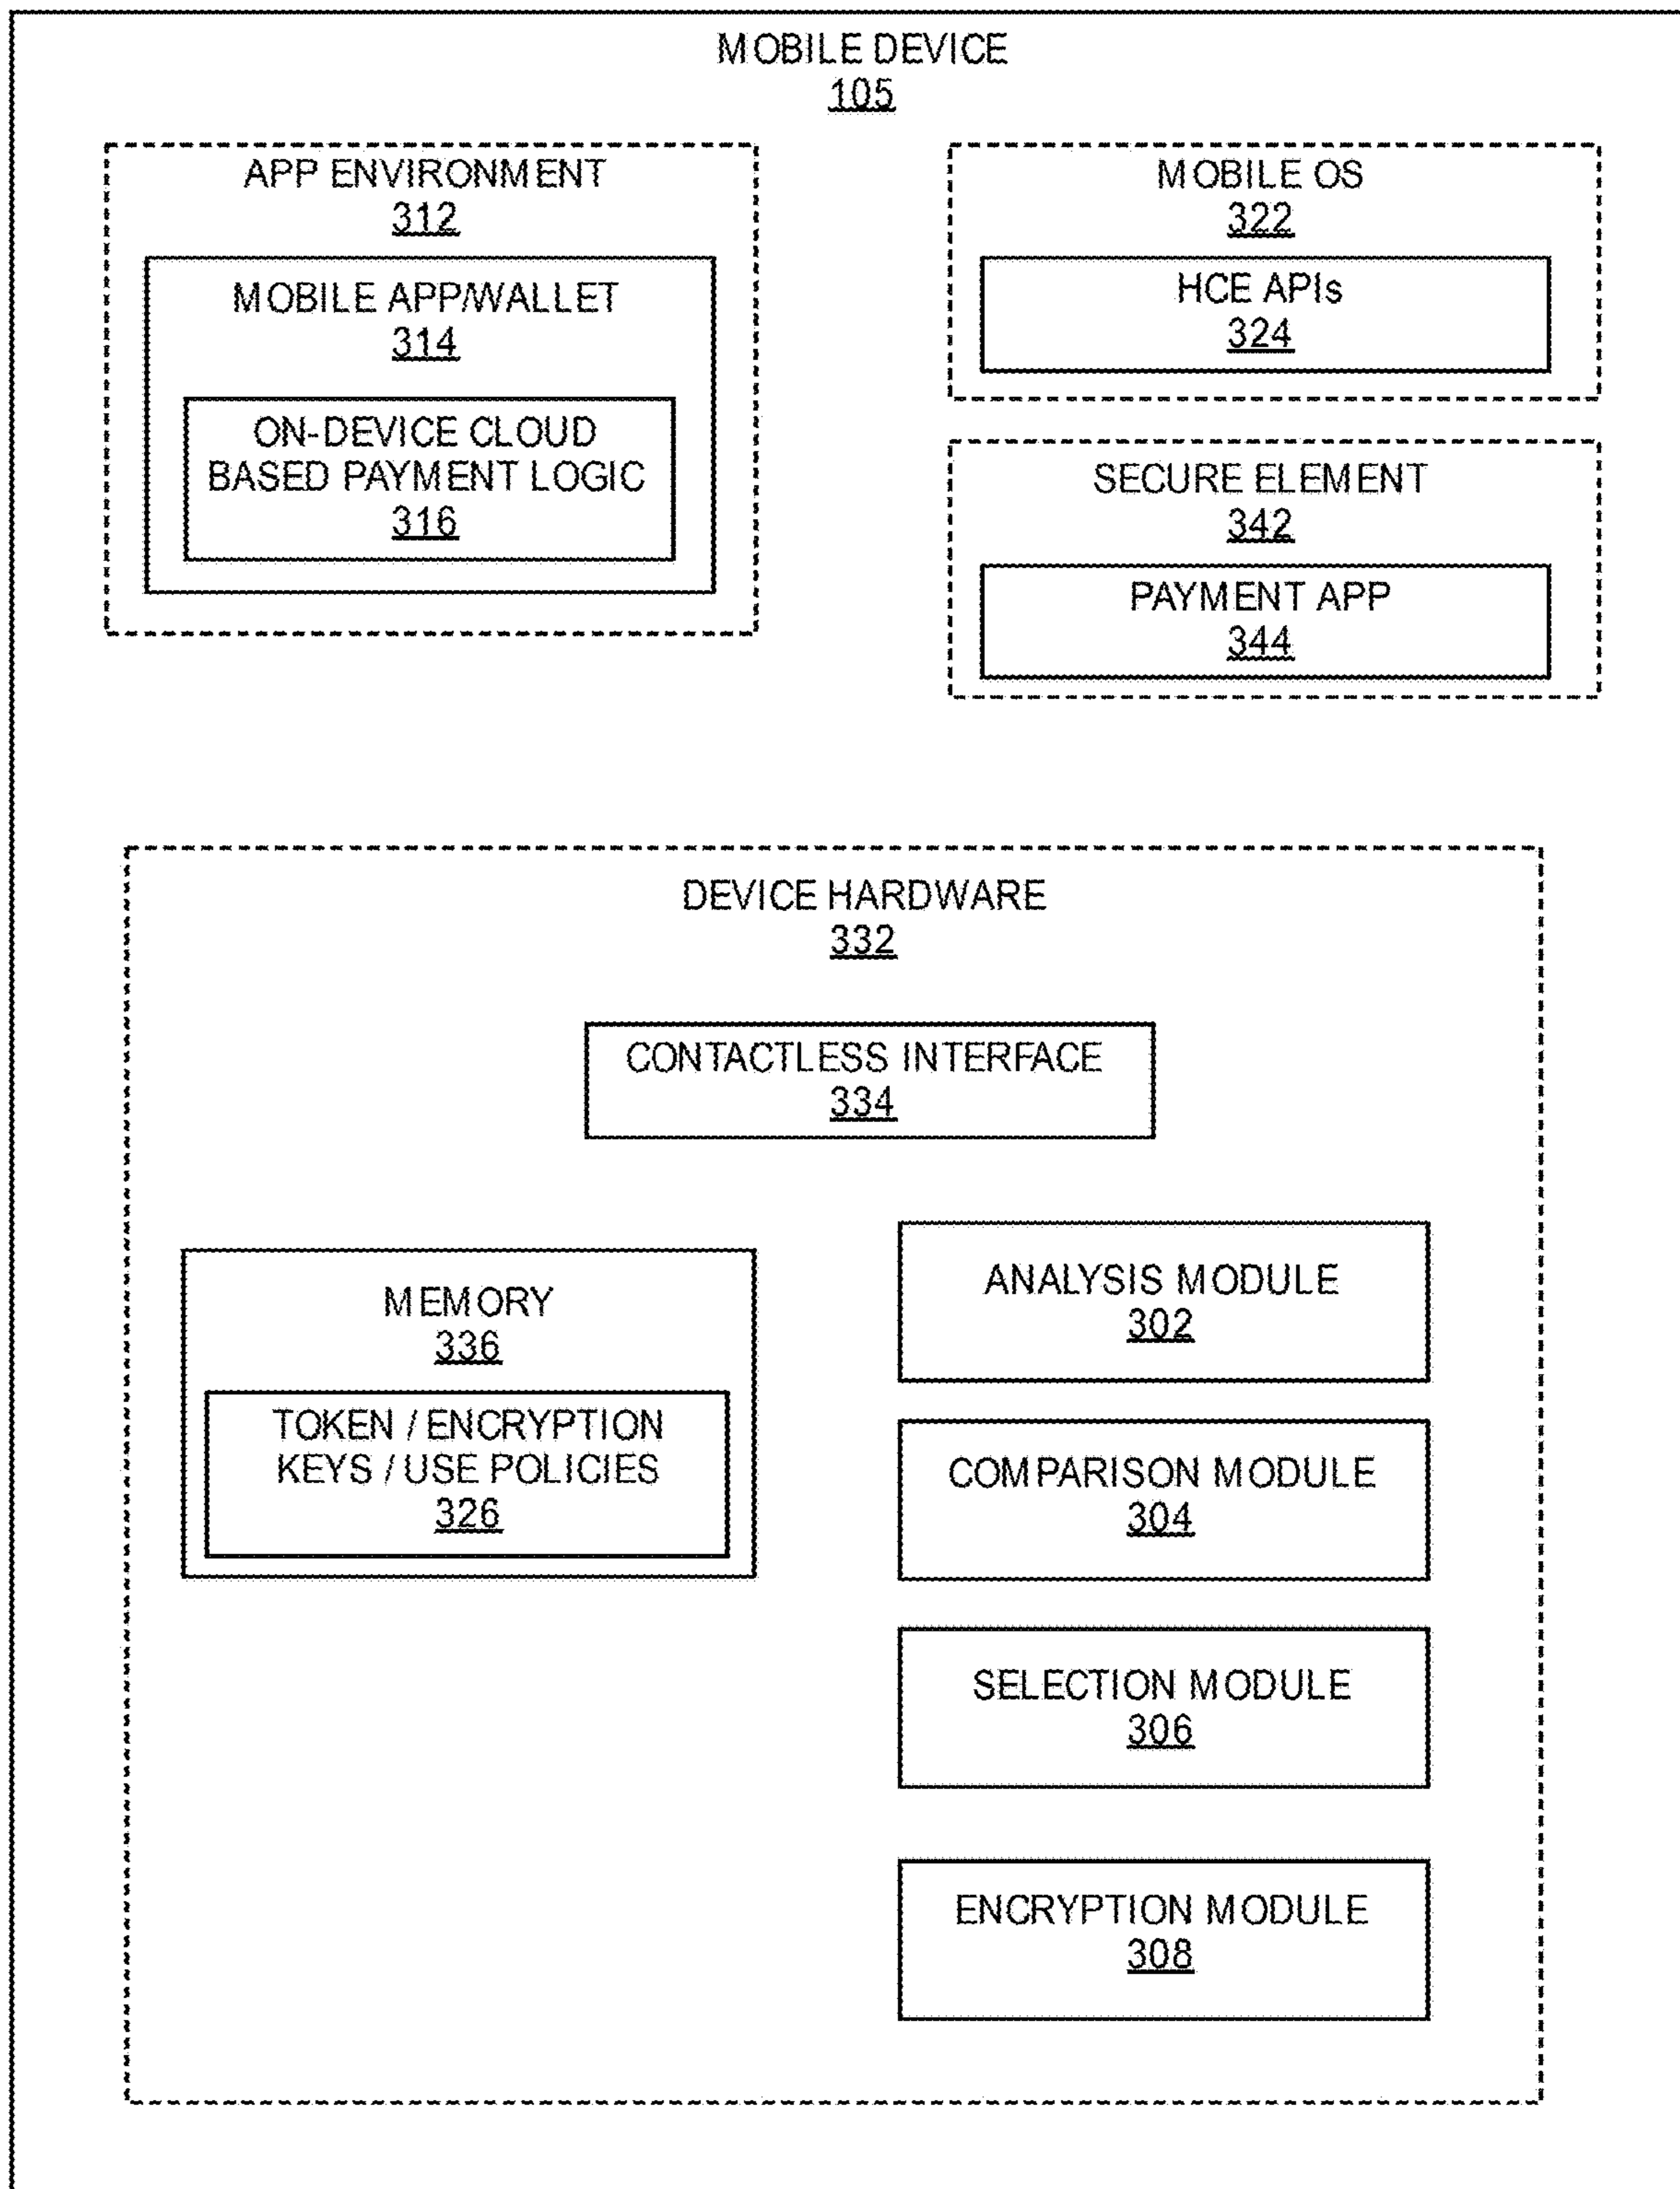 MOBILE DEVICE
105
APP ENVIRONMENT
312
MOBILE APP/WALLET
314
ON-DEVICE CLOUD
BASED PAYMENT LOGIC
316
MOBILE OS
322
HCE APIs
324
SECURE ELEMENT
342
PAYMENT APP
344
DEVICE HARDWARE
332
CONTACTLESS INTERFACE
334
MEMORY
336
TOKEN / ENCRYPTION
KEYS / USE POLICIES
326
ANALYSIS MODULE
302
COMPARISON MODULE
304
SELECTION MODULE
306
ENCRYPTION MODULE
308